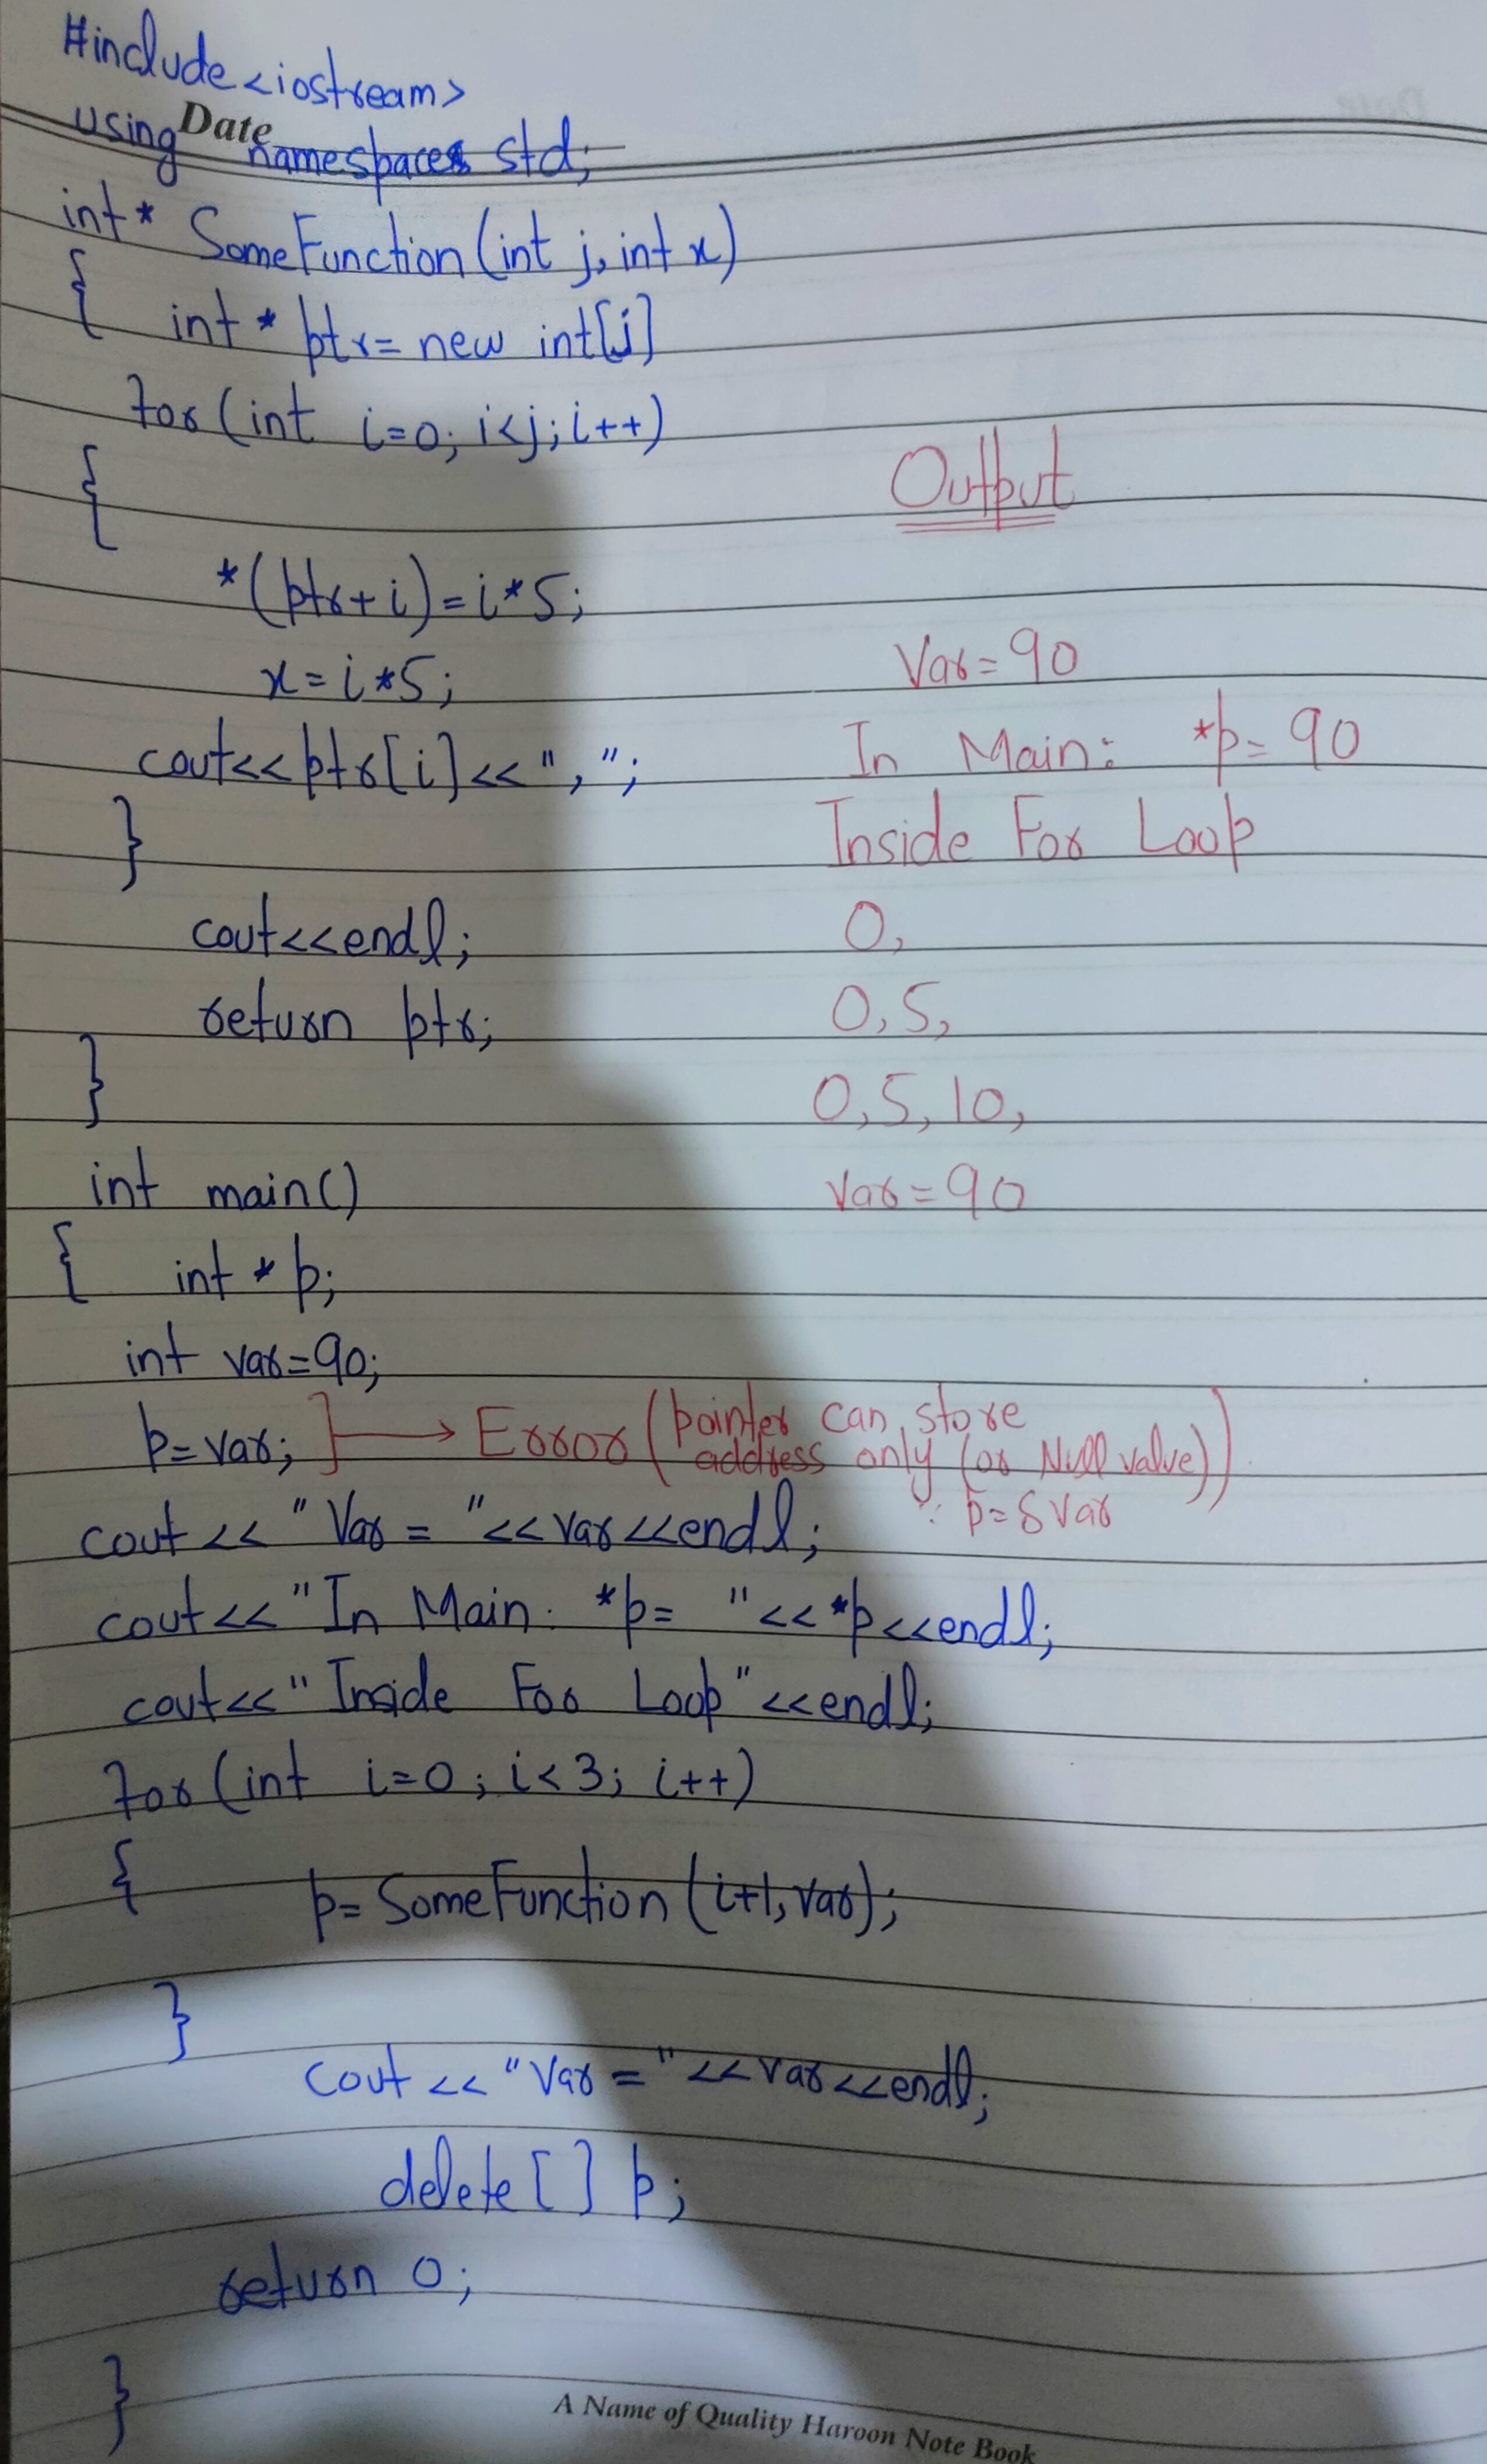 #include<iostream>
Date
using namespaces std;
int* SomeFunction(int j, int x)
{ int* ptr= new int[j]
for(int i=0; i<j; i++)
{
Output
*(ptr+i)=i*5;
x=i*5;
Var=90
cout<<ptr[i]<<",";
In Main: *p= 90
}
Inside For Loop
cout<<endl;
0,
return ptr;
0,5,
}
0,5,10,
int main()
Var=90
{ int* p;
int var=90;
p=var; }→ Error (pointer can store
address only (or Null value))
∵ p=&var
cout<<"Var = "<<var<<endl;
cout<<"In Main: *p= "<<*p<<endl;
cout<<"Inside For Loop"<<endl;
for(int i=0; i<3; i++)
{ p=SomeFunction(i+1,var);
}
cout<<"Var = "<<var<<endl;
delete[] p;
return 0;
}
A Name of Quality Haroon Note Book